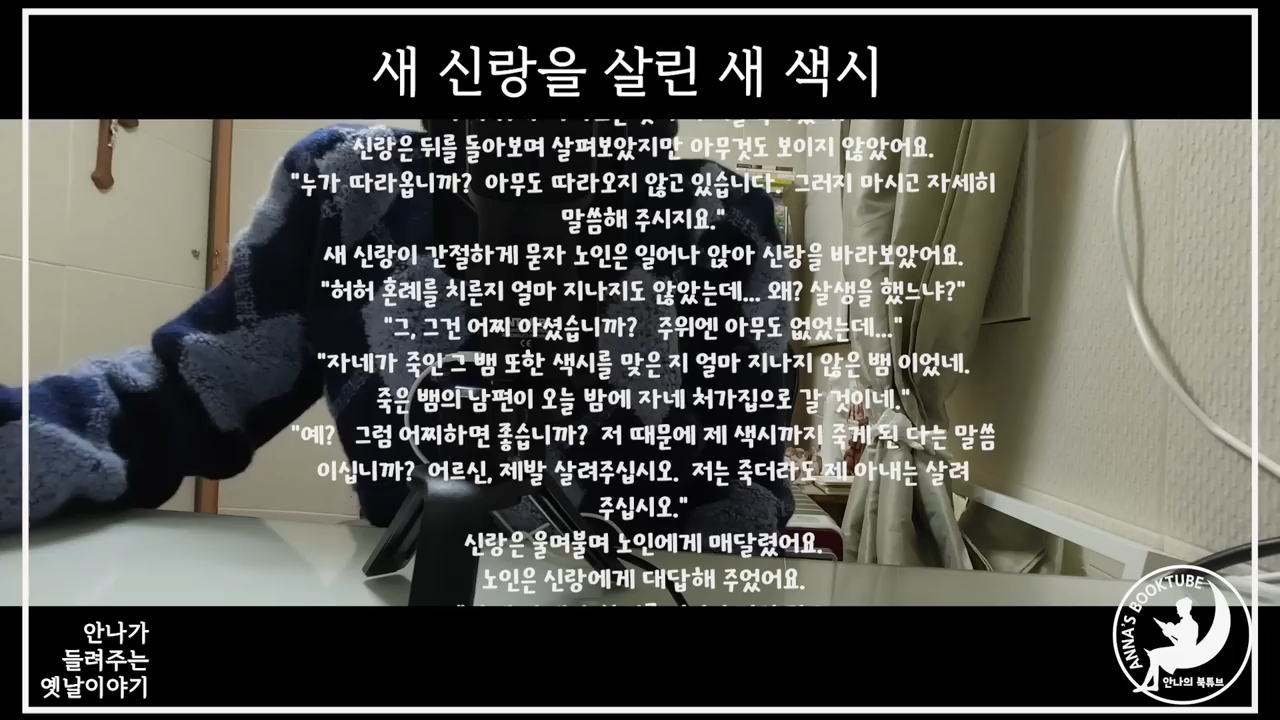 새 신랑을 살린 새 색시
신랑은 뒤를 돌아보며 살펴보았지만 아무것도 보이지 않았어요.
"누가 따라옵니까? 아무도 따라오지 않고 있습니다. 그러지 마시고 자세히
말씀해 주시지요."
새 신랑이 간절하게 묻자 노인은 일어나 앉아 신랑을 바라보았어요.
"허허 혼례를 치른지 얼마 지나지도 않았는데... 왜? 살생을 했느냐?"
"그, 그건 어찌 아셨습니까? 주위엔 아무도 없었는데..."
"자네가 죽인 그 뱀 또한 색시를 맞은 지 얼마 지나지 않은 뱀 이었네.
죽은 뱀의 남편이 오늘 밤에 자네 처가집으로 갈 것이네."
"예? 그럼 어찌하면 좋습니까? 저 때문에 제 색시까지 죽게 된 다는 말씀
이십니까? 어르신, 제발 살려주십시오. 저는 죽더라도 제 아내는 살려
주십시오."
신랑은 울며불며 노인에게 매달렸어요.
노인은 신랑에게 대답해 주었어요.
안나가
들려주는
옛날이야기
ANNA'S BOOKTUBE
안나의 북튜브